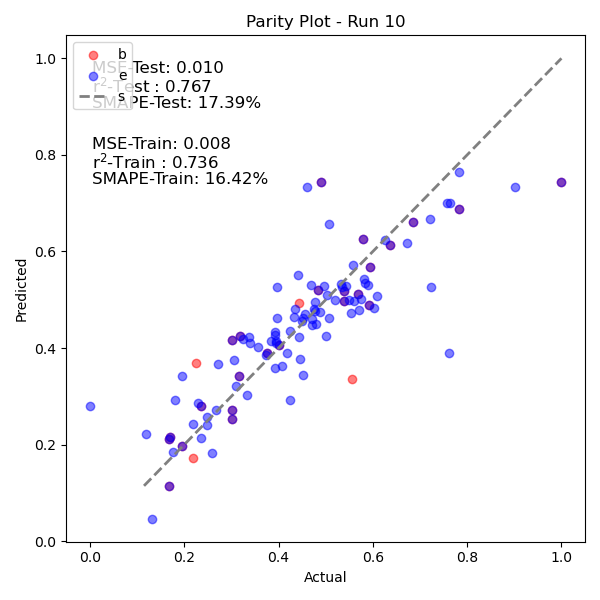 Parity Plot - Run 10
b
e
s
MSE-Test: 0.010
r²-Test : 0.767
SMAPE-Test: 17.39%
MSE-Train: 0.008
r²-Train : 0.736
SMAPE-Train: 16.42%
Predicted
1.0
0.8
0.6
0.4
0.2
0.0
0.0 0.2 0.4 0.6 0.8 1.0
Actual